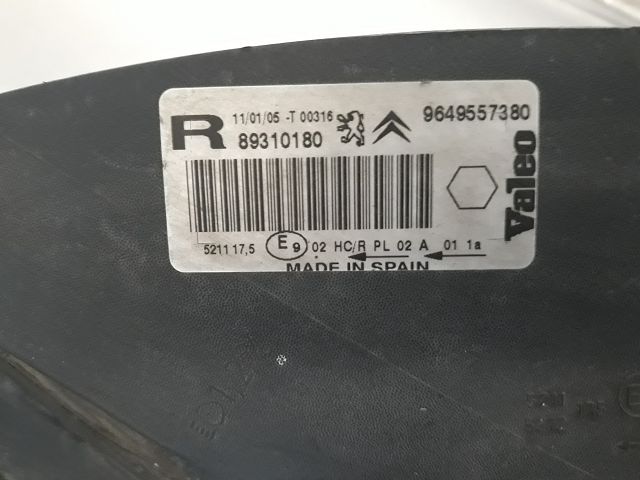 R 11/01/05 -T 00316 9649557380
89310180
Valeo
521117,5 E9 02 HC/R PL 02 A 01 1a
MADE IN SPAIN